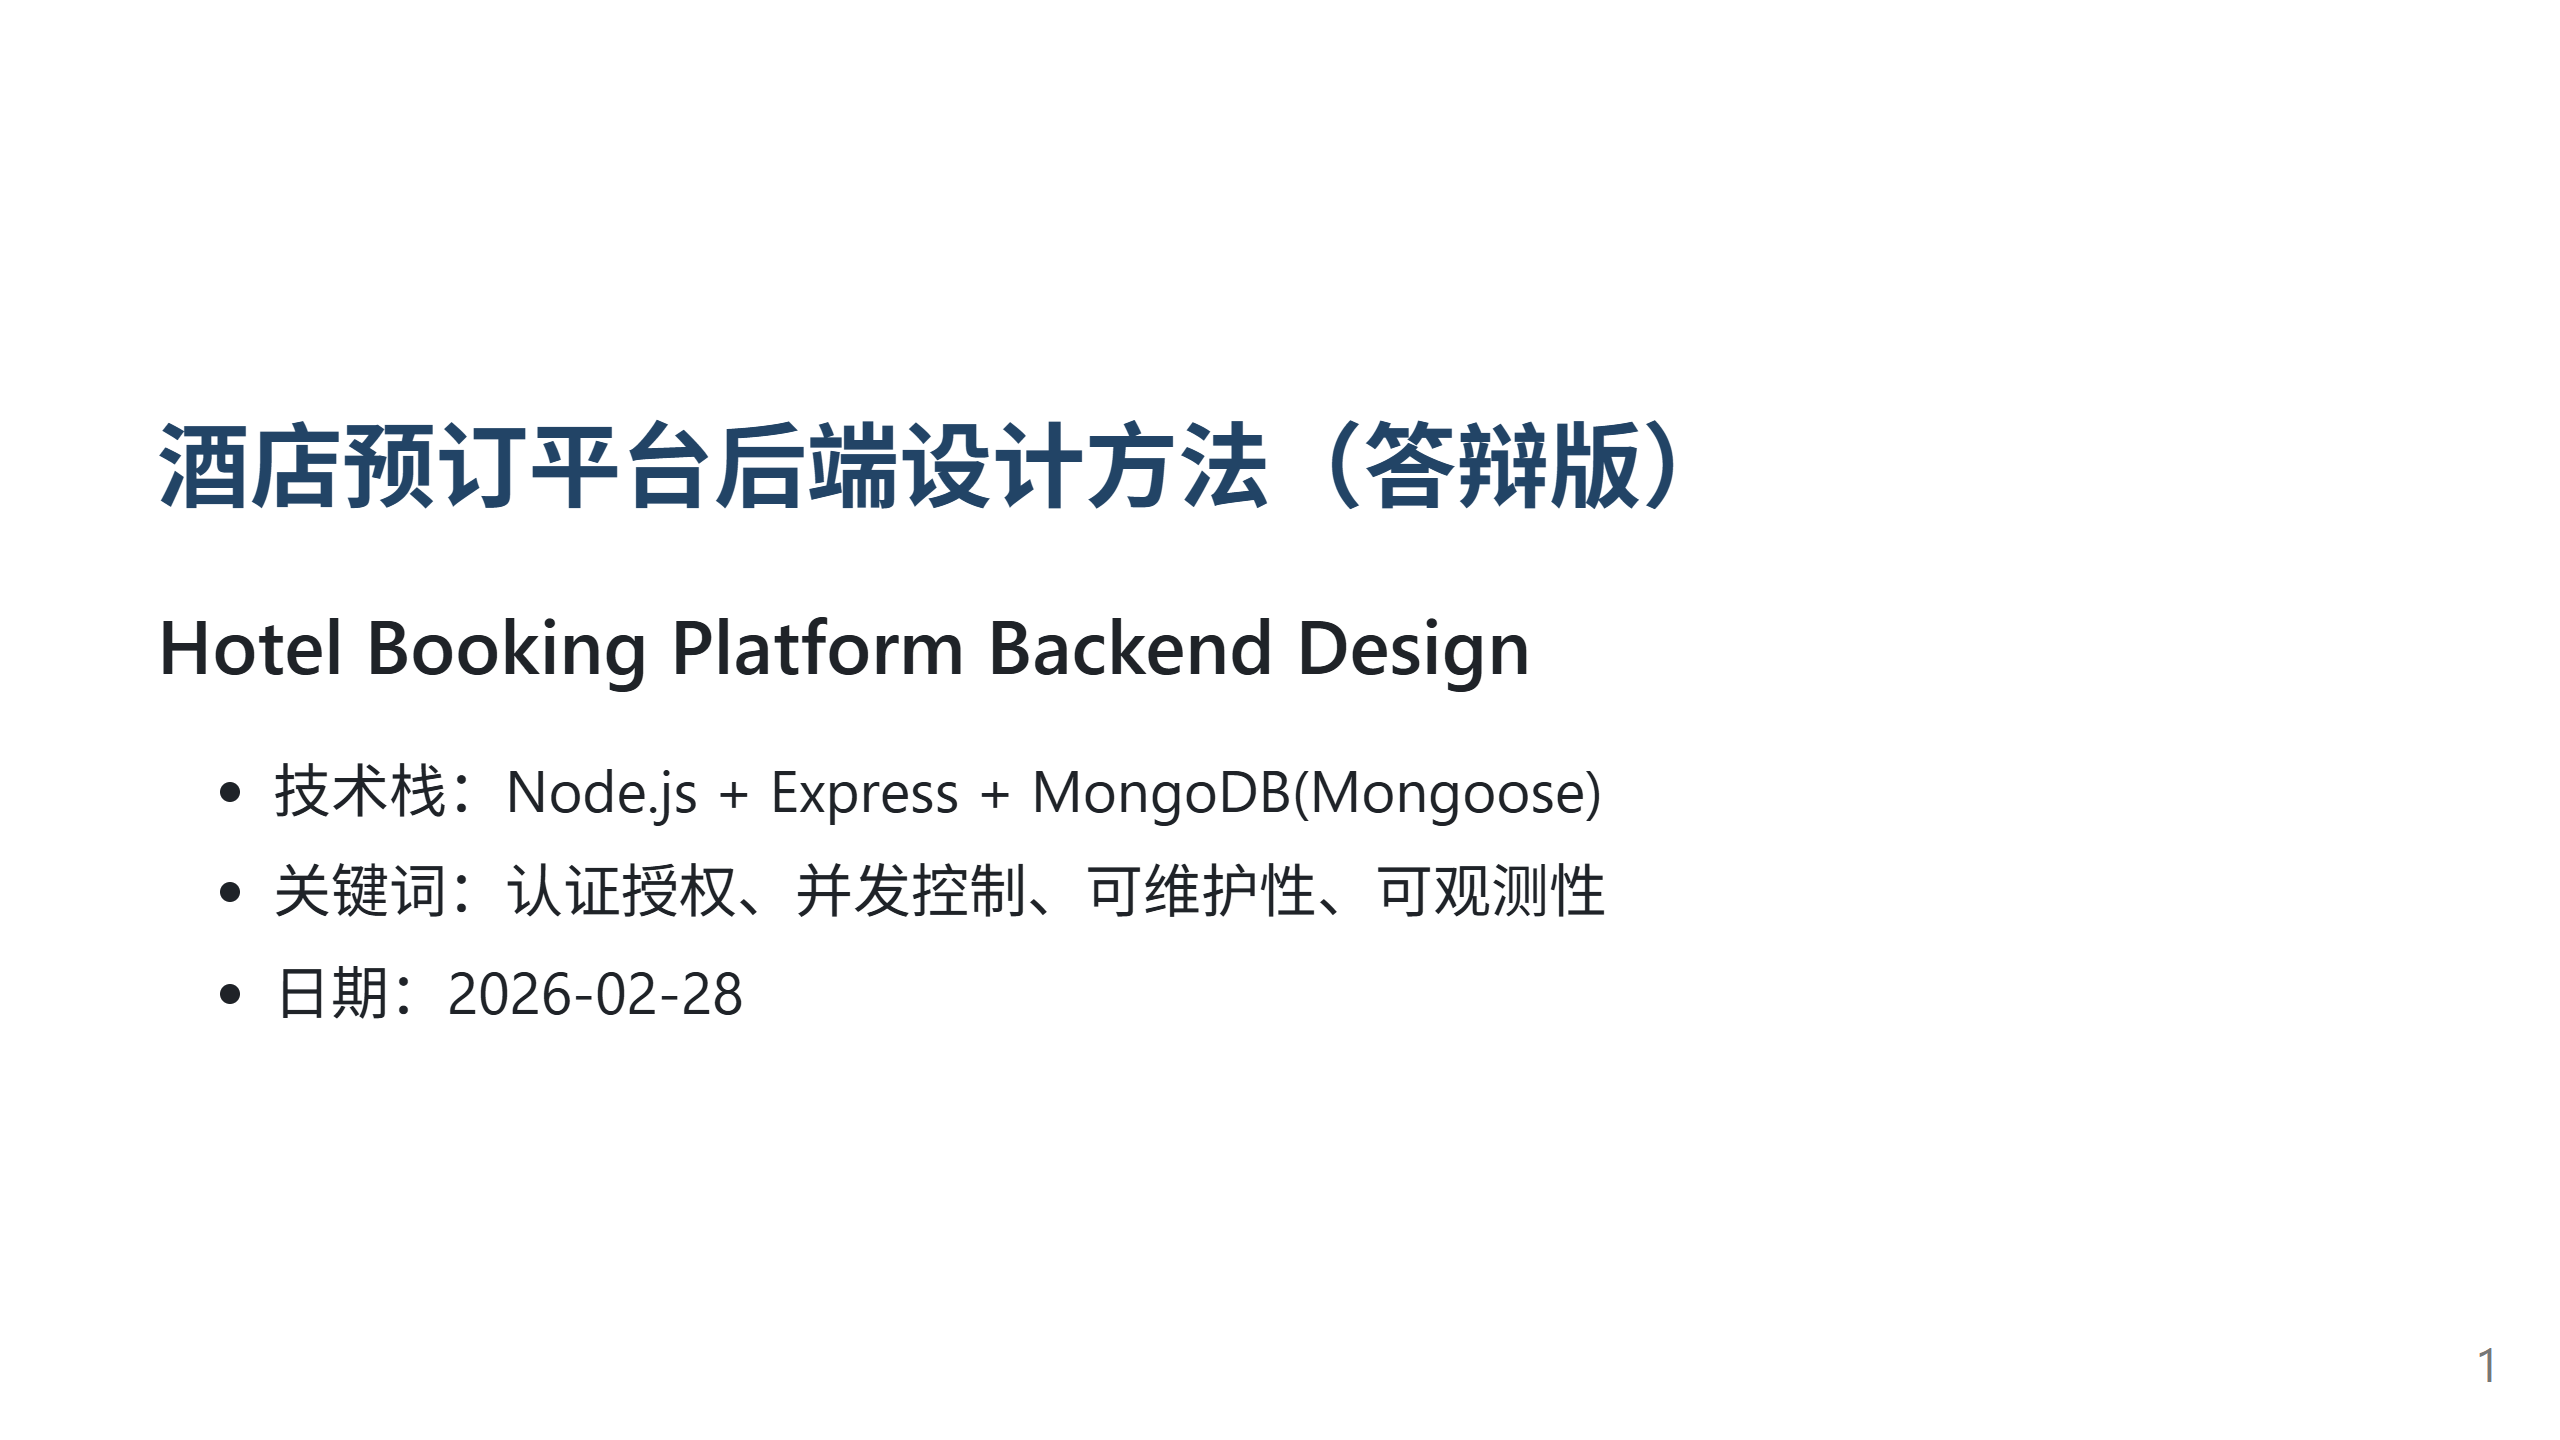 酒店预订平台后端设计方法（答辩版）
Hotel Booking Platform Backend Design
• 技术栈：Node.js + Express + MongoDB(Mongoose)
• 关键词：认证授权、并发控制、可维护性、可观测性
• 日期：2026-02-28
1